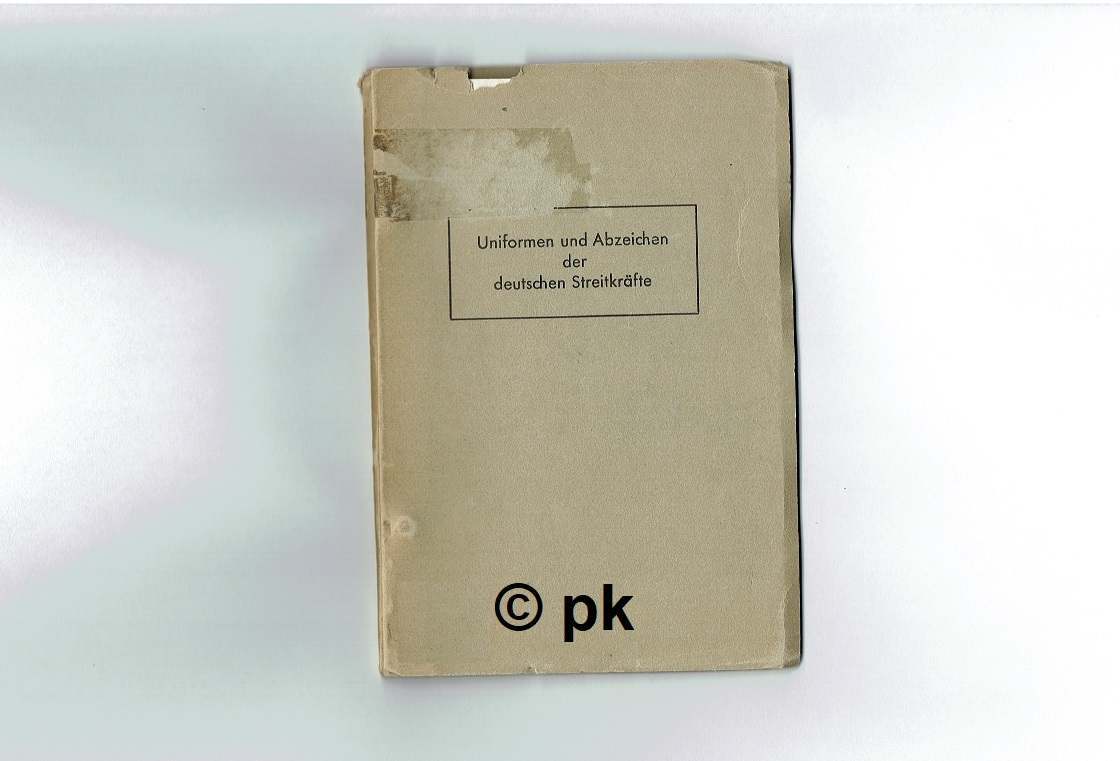 Uniformen und Abzeichen
der
deutschen Streitkräfte
© pk